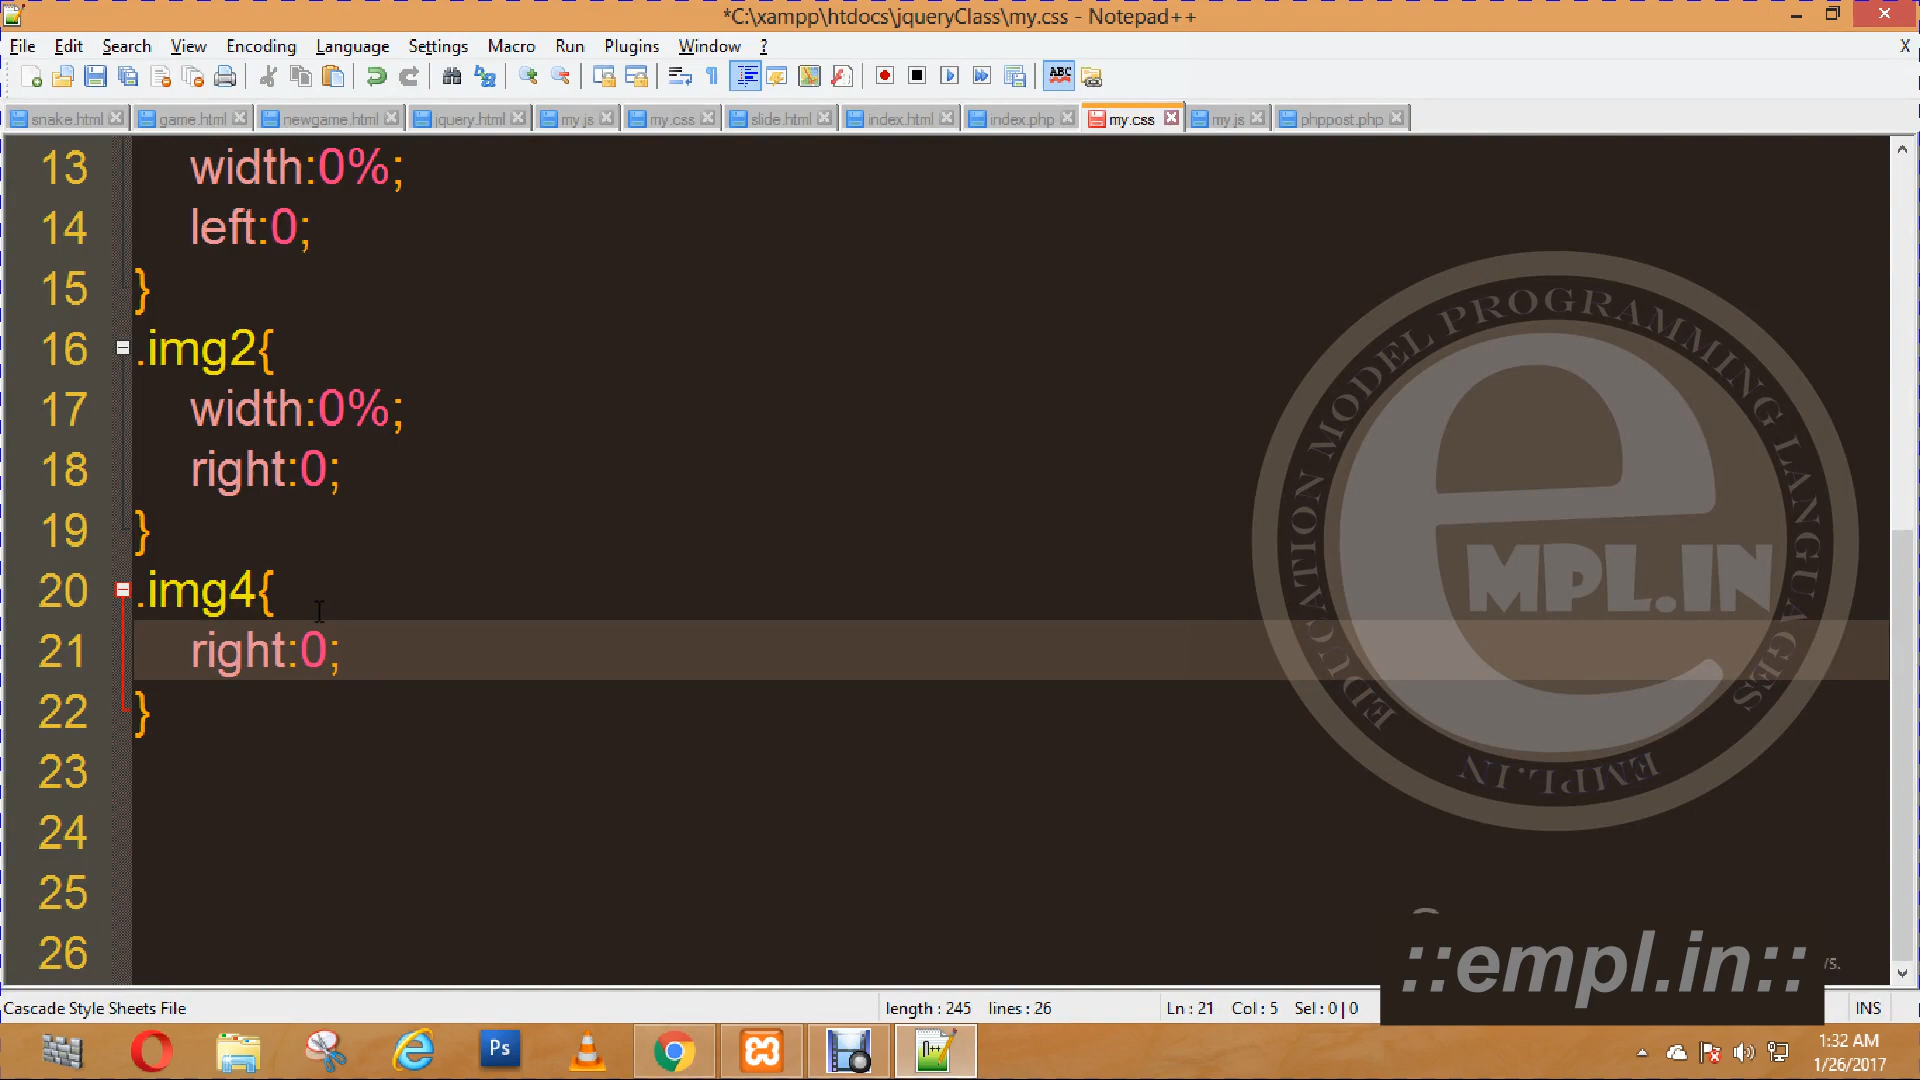 *C:\xampp\htdocs\jqueryClass\my.css - Notepad++
File Edit Search View Encoding Language Settings Macro Run Plugins Window ? X
snake.html game.html newgame.html jquery.html my.js my.css slide.html index.html index.php my.css my.js phppost.php
13 width:0%;
14 left:0;
15 }
16 .img2{
17 width:0%;
18 right:0;
19 }
20 .img4{
21 right:0;
22 }
23
24
25
26
EDUCATION MODEL PROGRAMMING LANGUAGES
e
MPL.IN
EMPL.IN
::empl.in::
Cascade Style Sheets File length : 245 lines : 26 Ln : 21 Col : 5 Sel : 0 | 0 INS
Ps
1:32 AM
1/26/2017